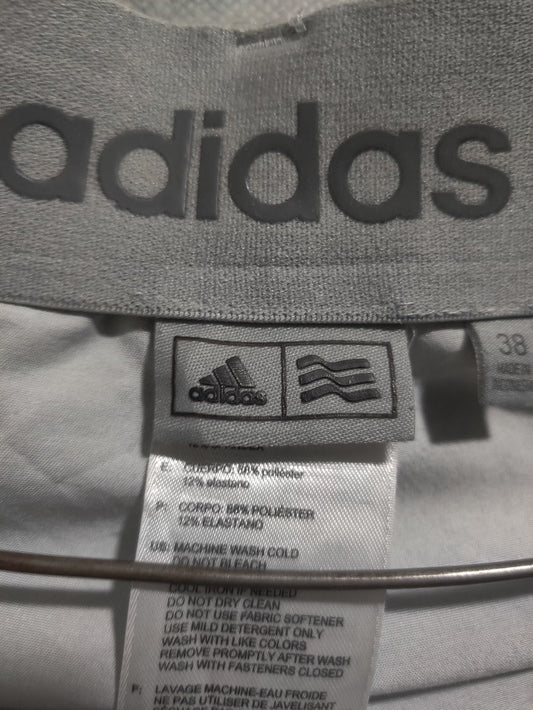 adidas
adidas
38
MADE IN
E: CUERPO: 88% poliéster
12% elastano
P: CORPO: 88% POLIÉSTER
12% ELASTANO
US: MACHINE WASH COLD
DO NOT BLEACH
COOL IRON IF NEEDED
DO NOT DRY CLEAN
DO NOT USE FABRIC SOFTENER
USE MILD DETERGENT ONLY
WASH WITH LIKE COLORS
REMOVE PROMPTLY AFTER WASH
WASH WITH FASTENERS CLOSED
F: LAVAGE MACHINE-EAU FROIDE
NE PAS UTILISER DE JAVELISANT